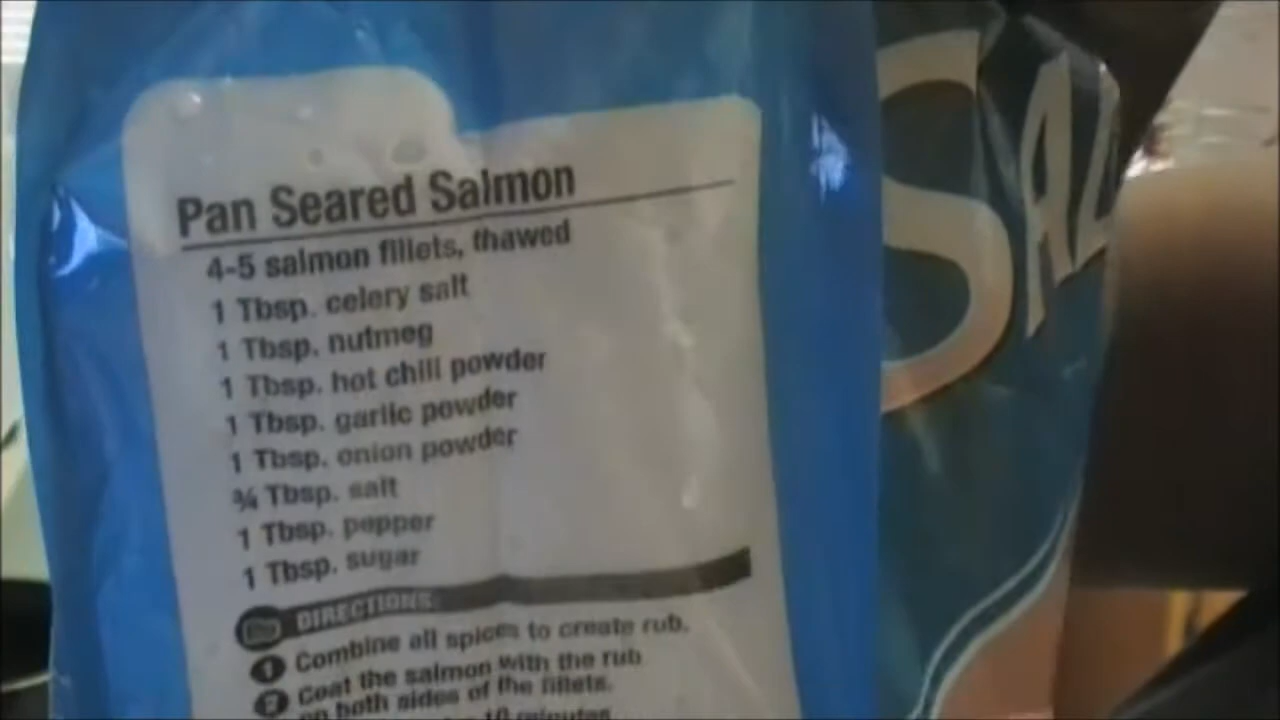 Pan Seared Salmon
4-5 salmon fillets, thawed
1 Tbsp. celery salt
1 Tbsp. nutmeg
1 Tbsp. hot chili powder
1 Tbsp. garlic powder
1 Tbsp. onion powder
¾ Tbsp. salt
1 Tbsp. pepper
1 Tbsp. sugar
DIRECTIONS
1 Combine all spices to create rub.
2 Coat the salmon with the rub
on both sides of the fillets.
10 minutes
SAL